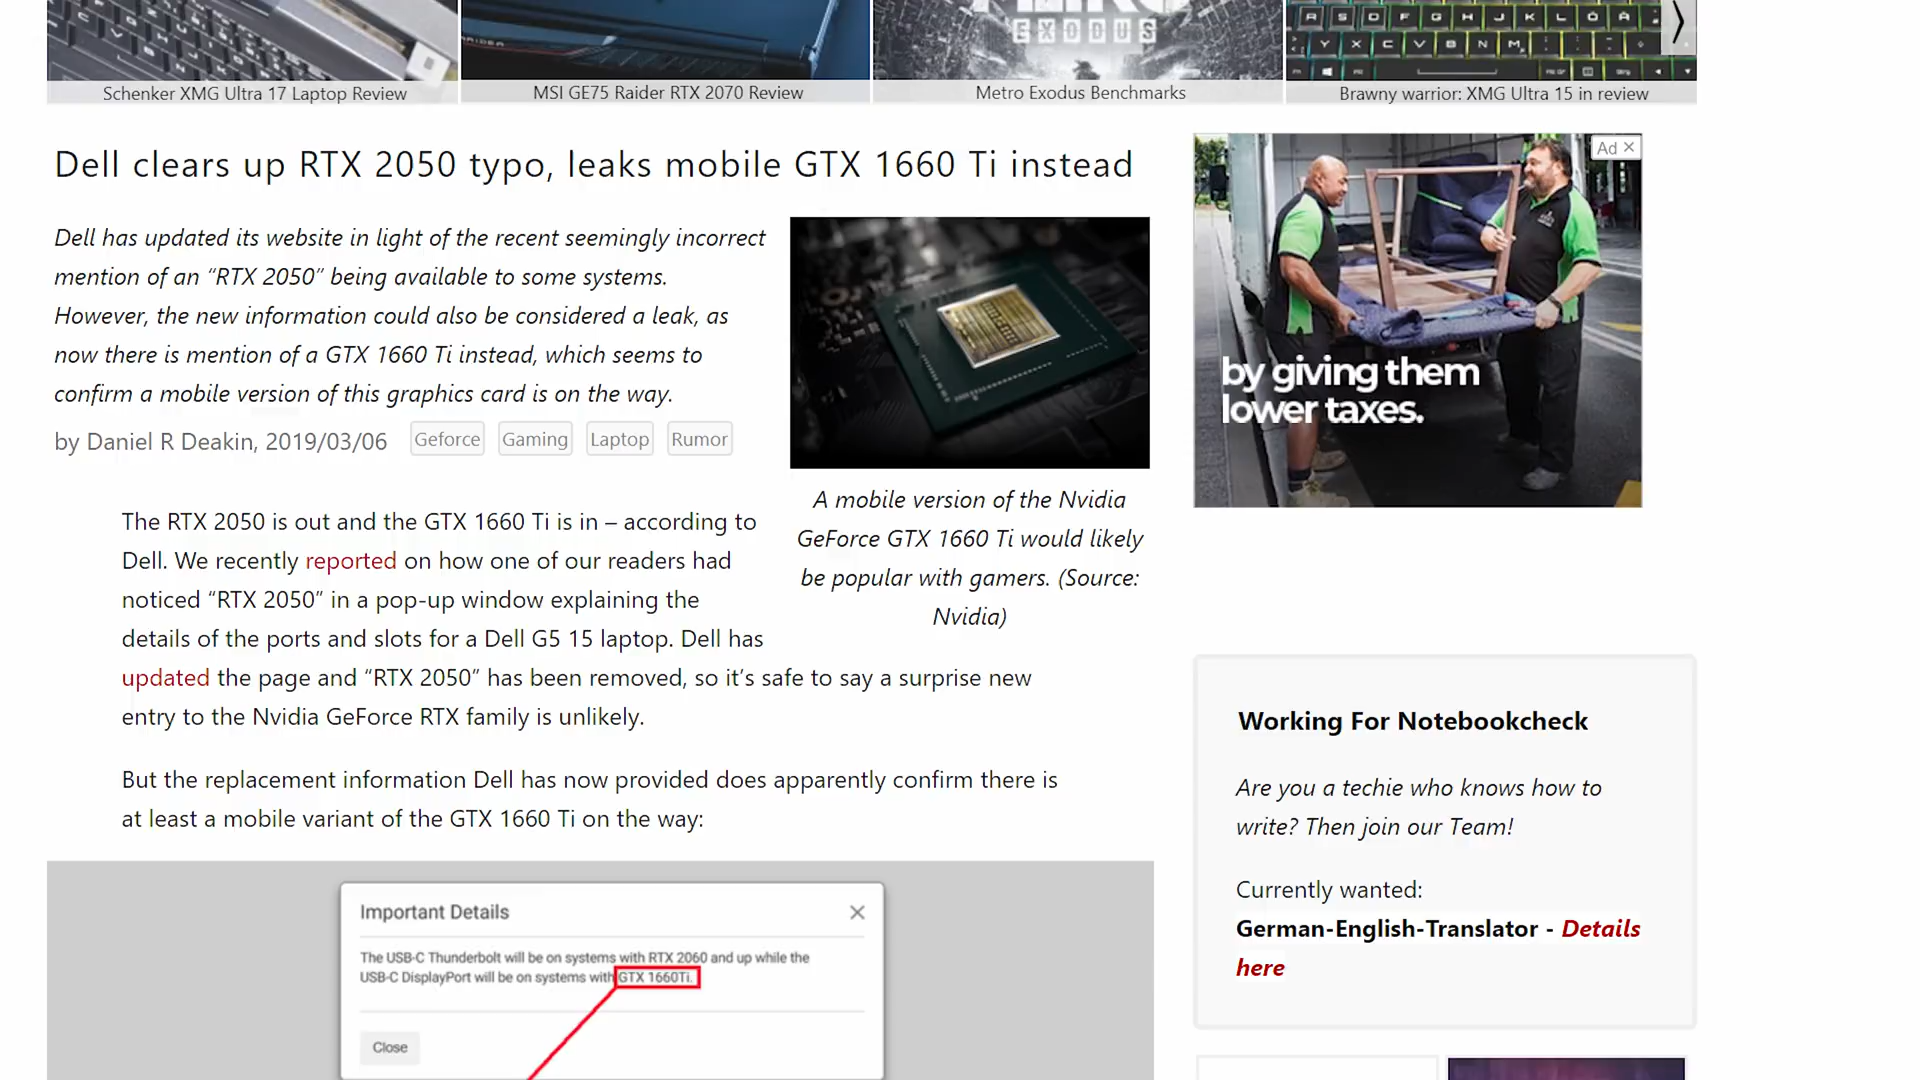 EXODUS
Schenker XMG Ultra 17 Laptop Review
MSI GE75 Raider RTX 2070 Review
Metro Exodus Benchmarks
Brawny warrior: XMG Ultra 15 in review
Dell clears up RTX 2050 typo, leaks mobile GTX 1660 Ti instead
Dell has updated its website in light of the recent seemingly incorrect
mention of an “RTX 2050” being available to some systems.
However, the new information could also be considered a leak, as
now there is mention of a GTX 1660 Ti instead, which seems to
confirm a mobile version of this graphics card is on the way.
by Daniel R Deakin, 2019/03/06 Geforce Gaming Laptop Rumor
A mobile version of the Nvidia
GeForce GTX 1660 Ti would likely
be popular with gamers. (Source:
Nvidia)
The RTX 2050 is out and the GTX 1660 Ti is in – according to
Dell. We recently reported on how one of our readers had
noticed “RTX 2050” in a pop-up window explaining the
details of the ports and slots for a Dell G5 15 laptop. Dell has
updated the page and “RTX 2050” has been removed, so it’s safe to say a surprise new
entry to the Nvidia GeForce RTX family is unlikely.
But the replacement information Dell has now provided does apparently confirm there is
at least a mobile variant of the GTX 1660 Ti on the way:
Important Details
The USB-C Thunderbolt will be on systems with RTX 2060 and up while the
USB-C DisplayPort will be on systems with GTX 1660Ti.
Close
Ad
by giving them
lower taxes.
Working For Notebookcheck
Are you a techie who knows how to
write? Then join our Team!
Currently wanted:
German-English-Translator - Details
here